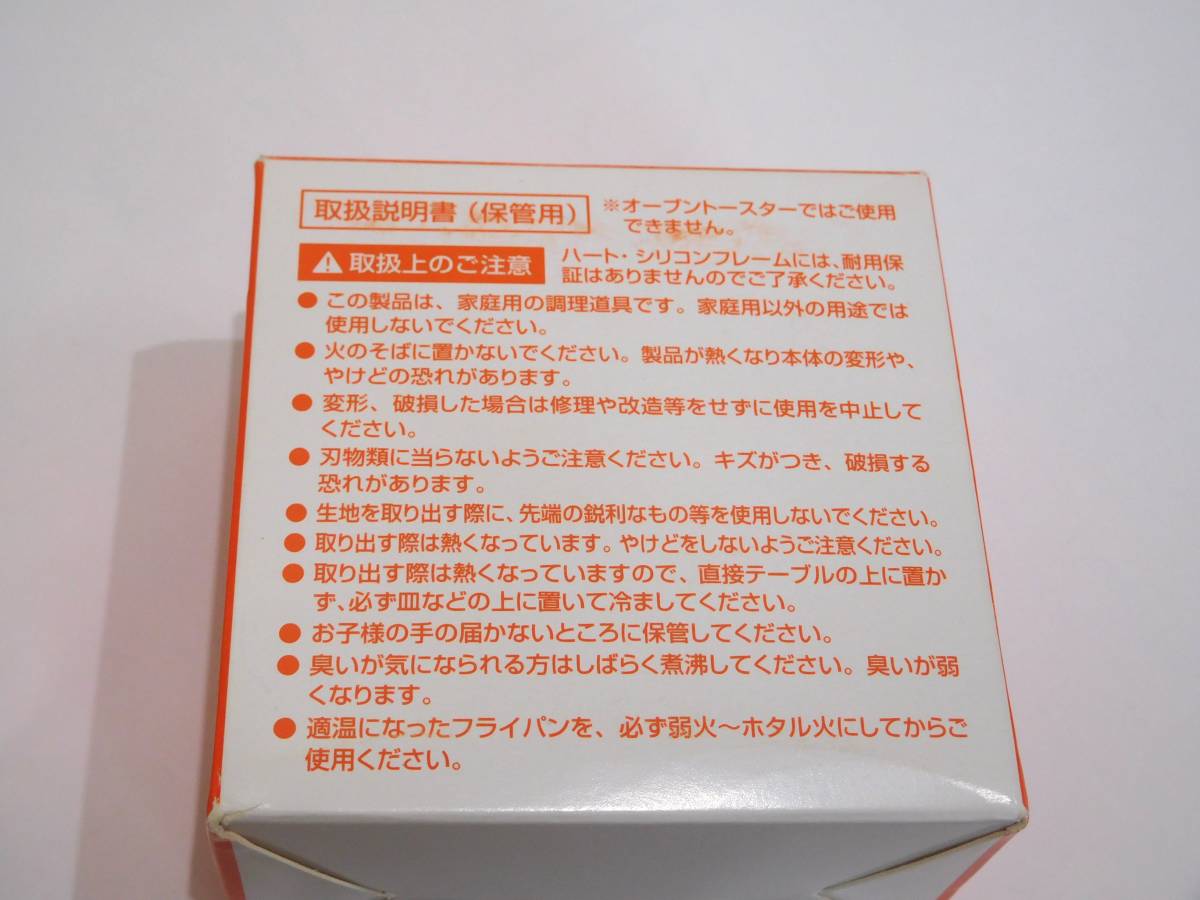 取扱説明書（保管用）
※オーブントースターではご使用
できません。
⚠取扱上のご注意
ハート・シリコンフレームには、耐用保
証はありませんのでご了承ください。
●この製品は、家庭用の調理道具です。家庭用以外の用途では
使用しないでください。
●火のそばに置かないでください。製品が熱くなり本体の変形や、
やけどの恐れがあります。
●変形、破損した場合は修理や改造等をせずに使用を中止して
ください。
●刃物類に当らないようご注意ください。キズがつき、破損する
恐れがあります。
●生地を取り出す際に、先端の鋭利なもの等を使用しないでください。
●取り出す際は熱くなっています。やけどをしないようご注意ください。
●取り出す際は熱くなっていますので、直接テーブルの上に置か
ず、必ず皿などの上に置いて冷ましてください。
●お子様の手の届かないところに保管してください。
●臭いが気になられる方はしばらく煮沸してください。臭いが弱
くなります。
●適温になったフライパンを、必ず弱火～ホタル火にしてからご
使用ください。